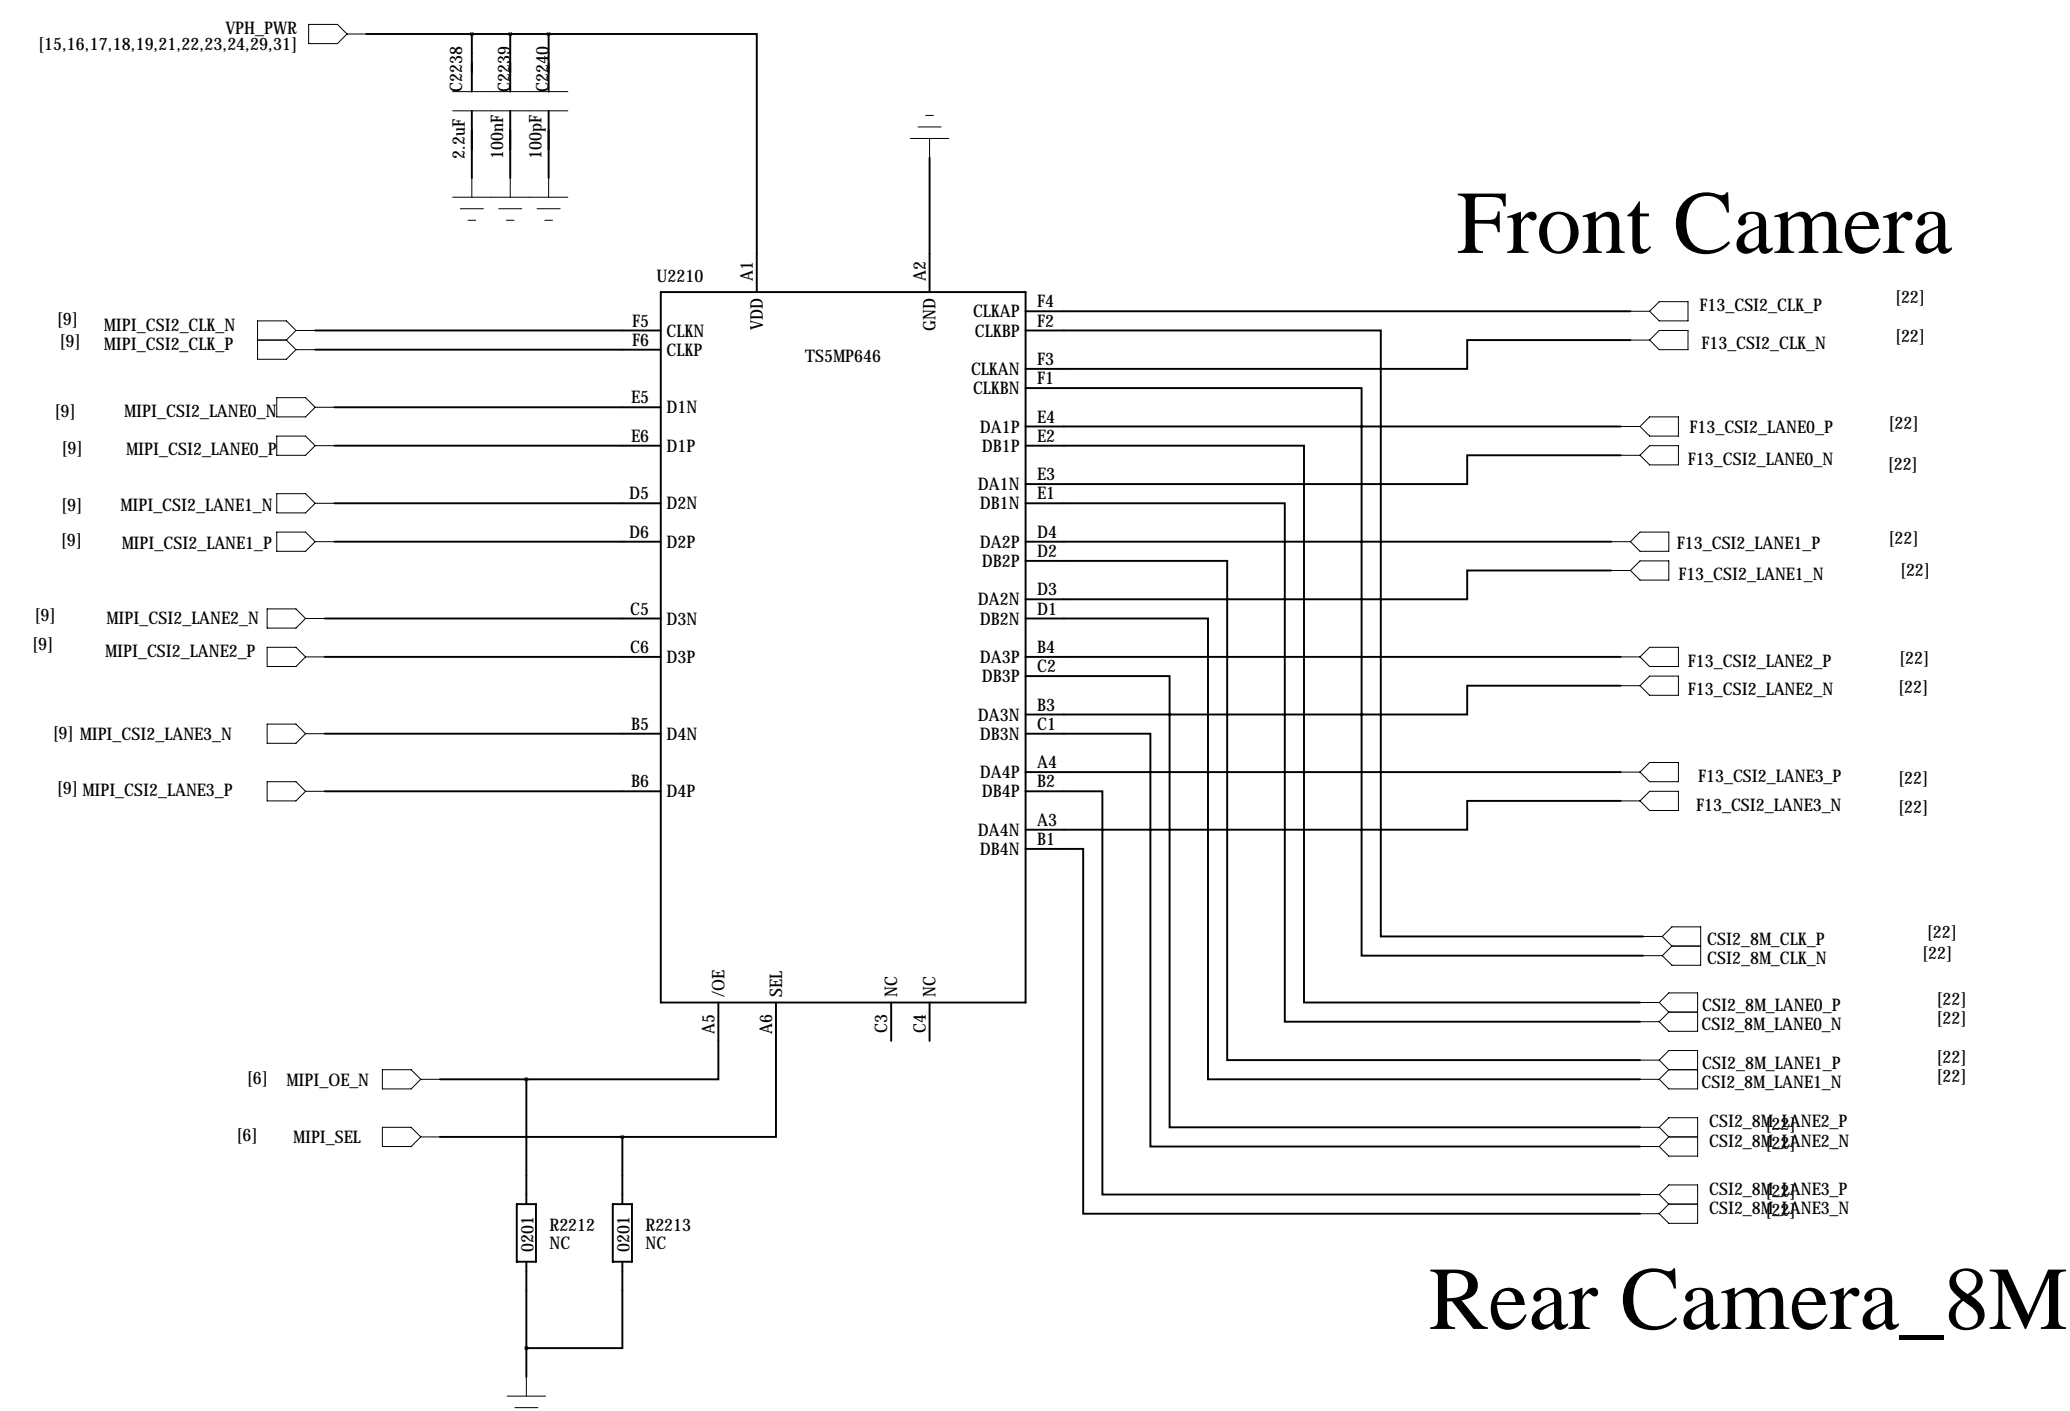 VPH_PWR
[15,16,17,18,19,21,22,23,24,29,31]
C2238
C2239
C2240
2.2uF
100nF
100pF
Front Camera
U2210
A1
A2
VDD
GND
TS5MP646
[9] MIPI_CSI2_CLK_N F5 CLKN
[9] MIPI_CSI2_CLK_P F6 CLKP
[9] MIPI_CSI2_LANE0_N E5 D1N
[9] MIPI_CSI2_LANE0_P E6 D1P
[9] MIPI_CSI2_LANE1_N D5 D2N
[9] MIPI_CSI2_LANE1_P D6 D2P
[9] MIPI_CSI2_LANE2_N C5 D3N
[9] MIPI_CSI2_LANE2_P C6 D3P
[9] MIPI_CSI2_LANE3_N B5 D4N
[9] MIPI_CSI2_LANE3_P B6 D4P
CLKAP F4 F13_CSI2_CLK_P [22]
CLKBP F2
CLKAN F3 F13_CSI2_CLK_N [22]
CLKBN F1
DA1P E4 F13_CSI2_LANE0_P [22]
DB1P E2
DA1N E3 F13_CSI2_LANE0_N [22]
DB1N E1
DA2P D4 F13_CSI2_LANE1_P [22]
DB2P D2
DA2N D3 F13_CSI2_LANE1_N [22]
DB2N D1
DA3P B4 F13_CSI2_LANE2_P [22]
DB3P C2
DA3N B3 F13_CSI2_LANE2_N [22]
DB3N C1
DA4P A4 F13_CSI2_LANE3_P [22]
DB4P B2
DA4N A3 F13_CSI2_LANE3_N [22]
DB4N B1
CSI2_8M_CLK_P [22]
CSI2_8M_CLK_N [22]
CSI2_8M_LANE0_P [22]
CSI2_8M_LANE0_N [22]
CSI2_8M_LANE1_P [22]
CSI2_8M_LANE1_N [22]
CSI2_8M_LANE2_P [22]
CSI2_8M_LANE2_N [22]
CSI2_8M_LANE3_P [22]
CSI2_8M_LANE3_N [22]
/OE
SEL
NC
NC
A5
A6
C3
C4
[6] MIPI_OE_N
[6] MIPI_SEL
0201
R2212
NC
0201
R2213
NC
Rear Camera_8M